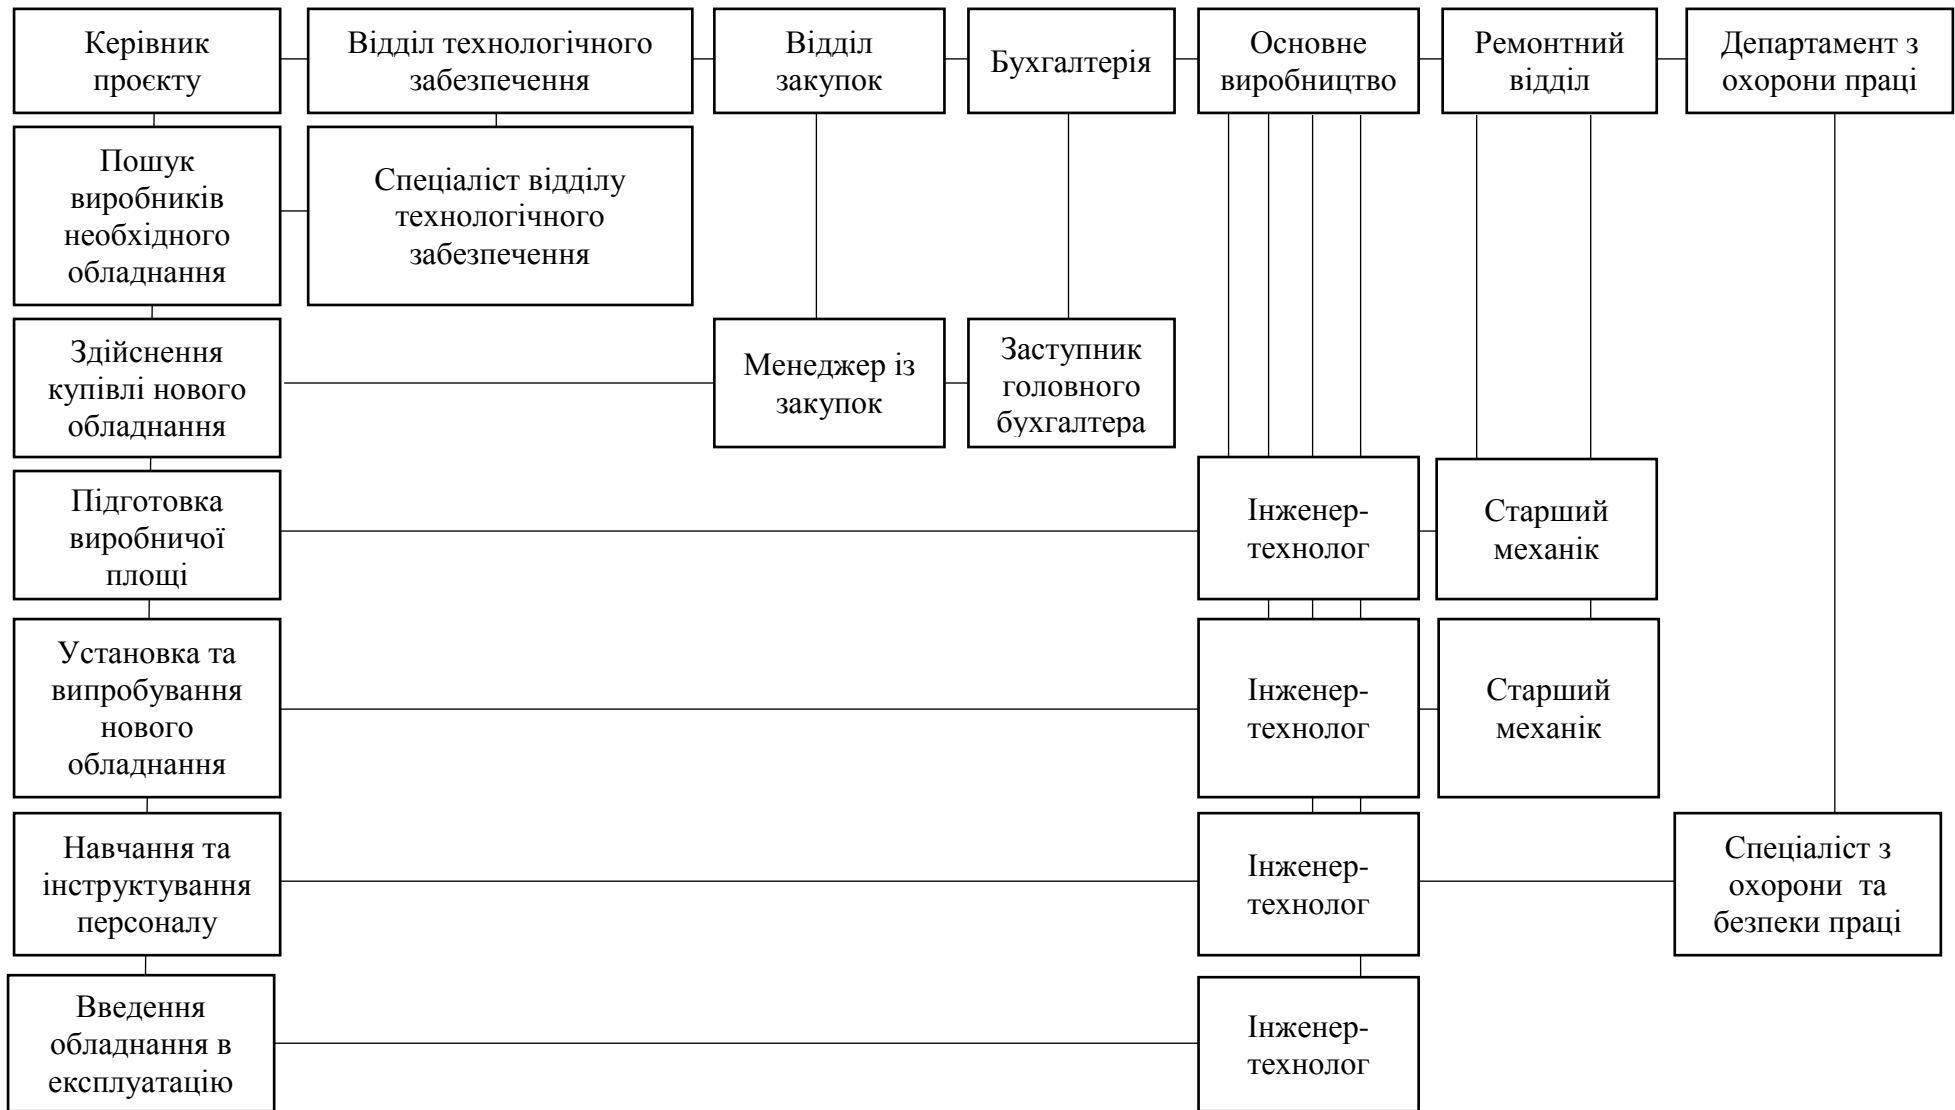 Керівник
проєкту
Відділ технологічного
забезпечення
Відділ
закупок
Бухгалтерія
Основне
виробництво
Ремонтний
відділ
Департамент з
охорони праці
Пошук
виробників
необхідного
обладнання
Спеціаліст відділу
технологічного
забезпечення
Здійснення
купівлі нового
обладнання
Менеджер із
закупок
Заступник
головного
бухгалтера
Підготовка
виробничої
площі
Інженер-
технолог
Старший
механік
Установка та
випробування
нового
обладнання
Інженер-
технолог
Старший
механік
Навчання та
інструктування
персоналу
Інженер-
технолог
Спеціаліст з
охорони та
безпеки праці
Введення
обладнання в
експлуатацію
Інженер-
технолог